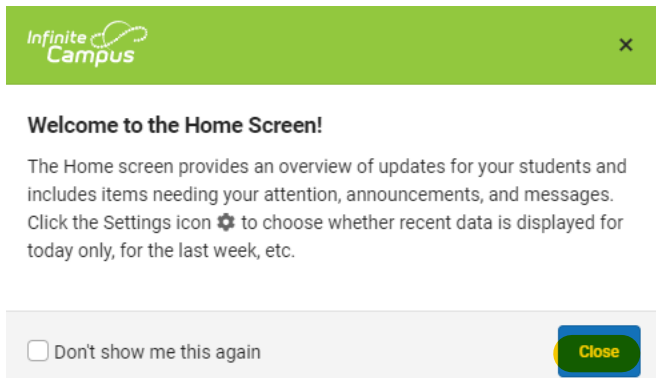 Infinite
Campus
×
Welcome to the Home Screen!
The Home screen provides an overview of updates for your students and
includes items needing your attention, announcements, and messages.
Click the Settings icon to choose whether recent data is displayed for
today only, for the last week, etc.
Don't show me this again
Close